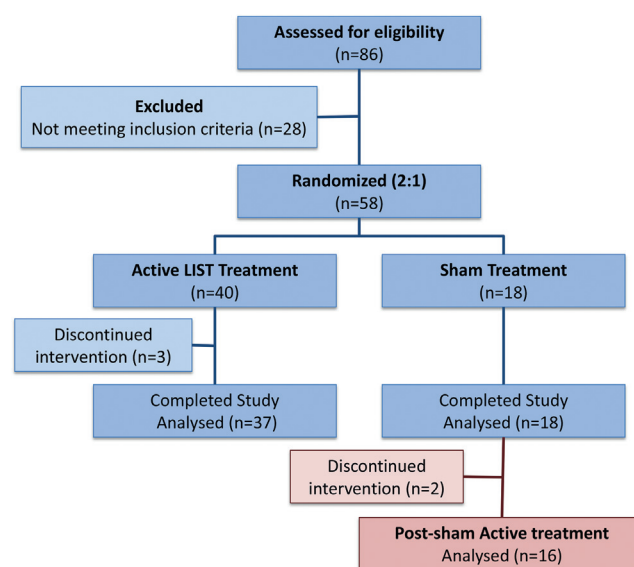 Assessed for eligibility
(n=86)
Excluded
Not meeting inclusion criteria (n=28)
Randomized (2:1)
(n=58)
Active LIST Treatment
(n=40)
Sham Treatment
(n=18)
Discontinued
intervention (n=3)
Completed Study
Analysed (n=37)
Completed Study
Analysed (n=18)
Discontinued
intervention (n=2)
Post-sham Active treatment
Analysed (n=16)